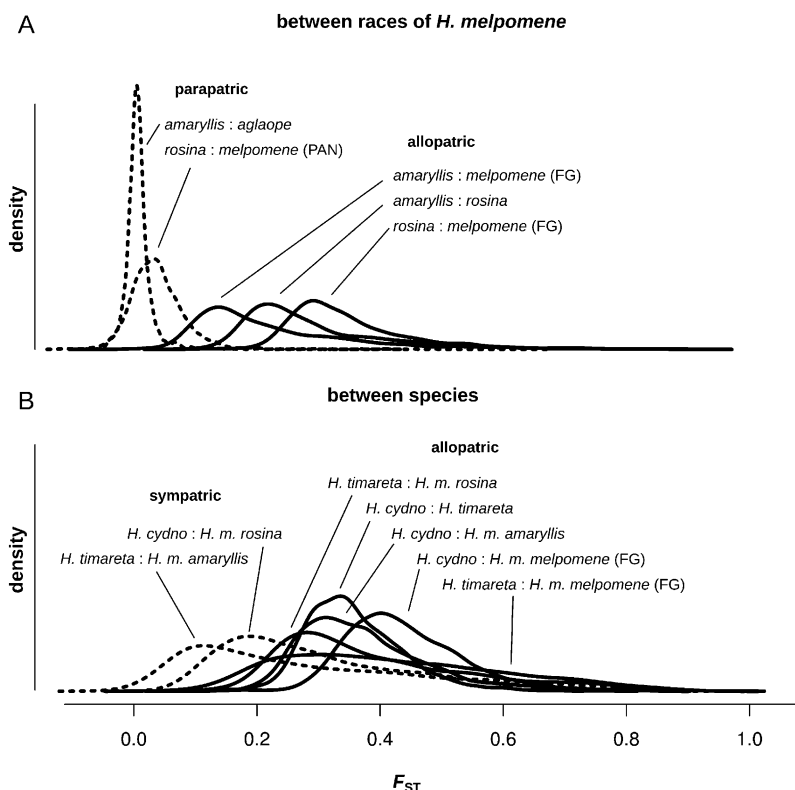 A
between races of H. melpomene
parapatric
amaryllis : aglaope
rosina : melpomene (PAN)
allopatric
amaryllis : melpomene (FG)
amaryllis : rosina
rosina : melpomene (FG)
density
B
between species
allopatric
H. timareta : H. m. rosina
sympatric
H. cydno : H. timareta
H. cydno : H. m. rosina
H. cydno : H. m. amaryllis
H. timareta : H. m. amaryllis
H. cydno : H. m. melpomene (FG)
H. timareta : H. m. melpomene (FG)
density
0.0 0.2 0.4 0.6 0.8 1.0
FST